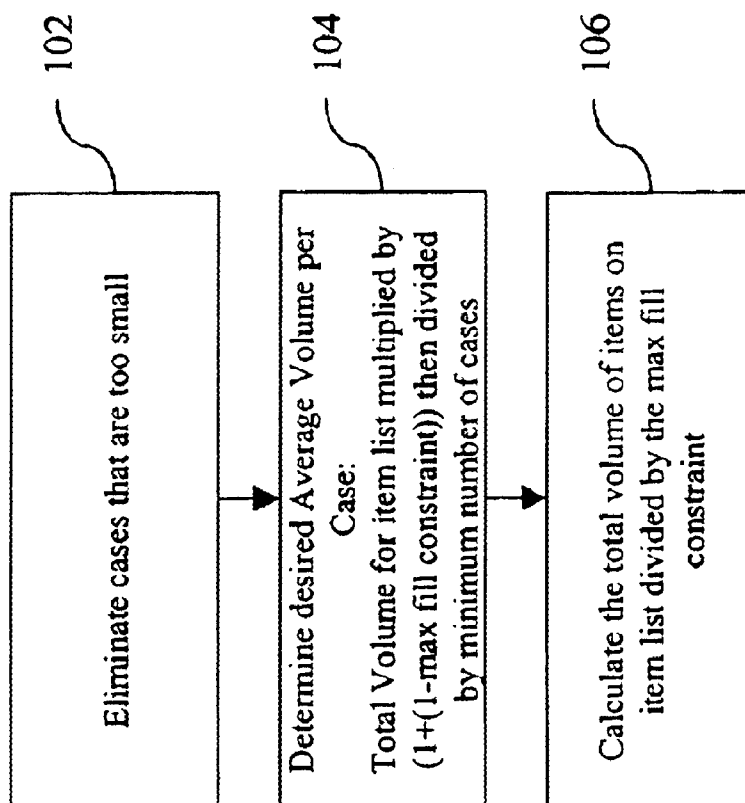 Eliminate cases that are too small
102
Determine desired Average Volume per
Case:
Total Volume for item list multiplied by
(1+(1-max fill constraint)) then divided
by minimum number of cases
104
Calculate the total volume of items on
item list divided by the max fill
constraint
106